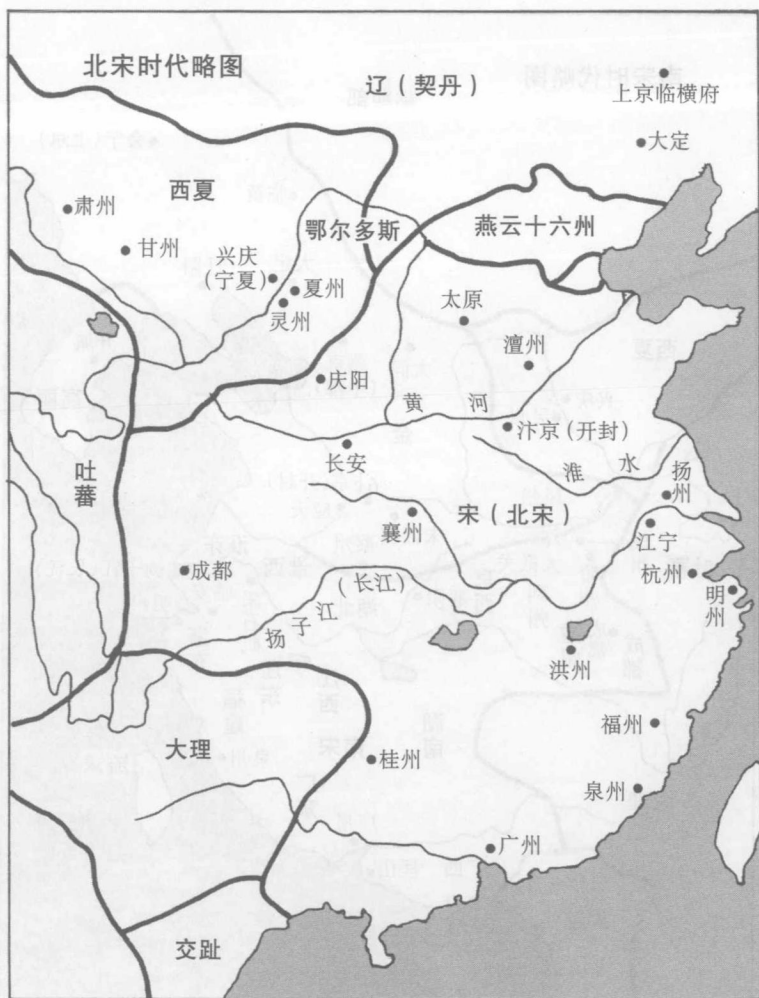 北宋时代略图
辽（契丹）
上京临横府
大定
西夏
肃州
甘州
鄂尔多斯
燕云十六州
兴庆
（宁夏）
夏州
灵州
太原
澶州
庆阳
黄河
汴京（开封）
长安
淮水
扬州
吐蕃
襄州
宋（北宋）
江宁
杭州
明州
成都
扬子江（长江）
洪州
福州
大理
桂州
泉州
广州
交趾